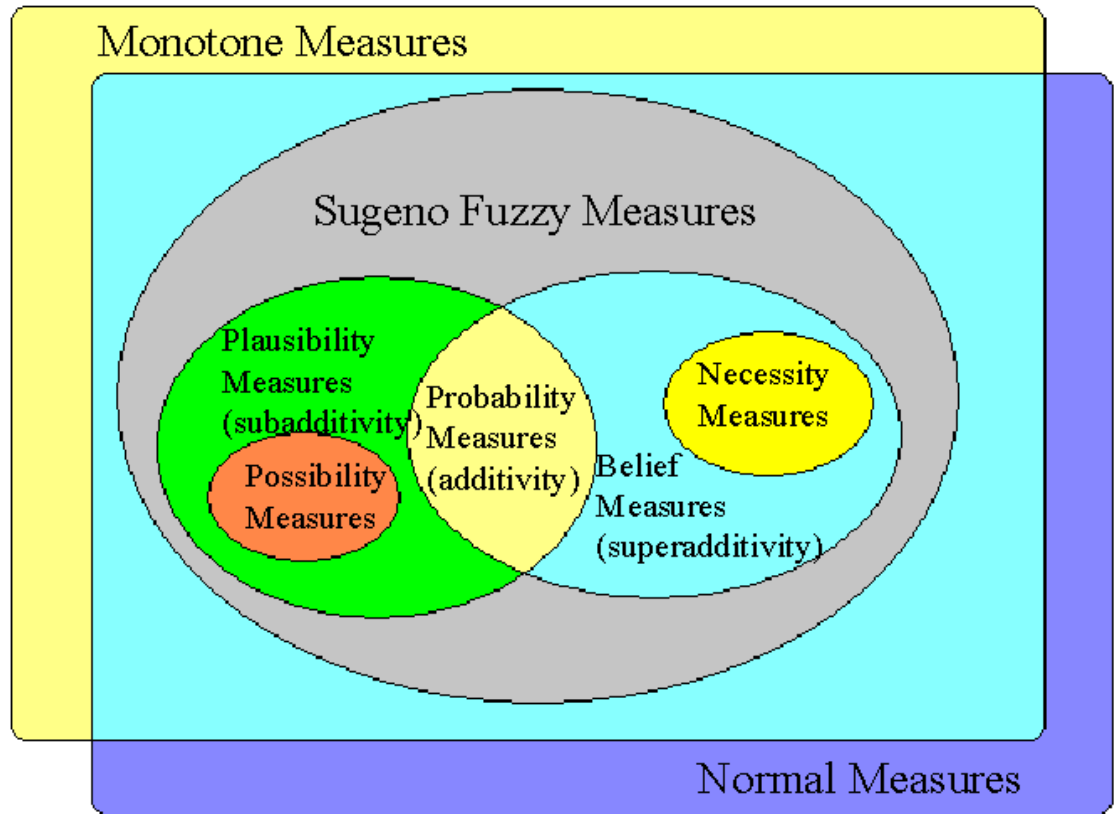 Monotone Measures
Sugeno Fuzzy Measures
Plausibility
Measures
(subadditivity)
Possibility
Measures
Probability
Measures
(additivity)
Necessity
Measures
Belief
Measures
(superadditivity)
Normal Measures